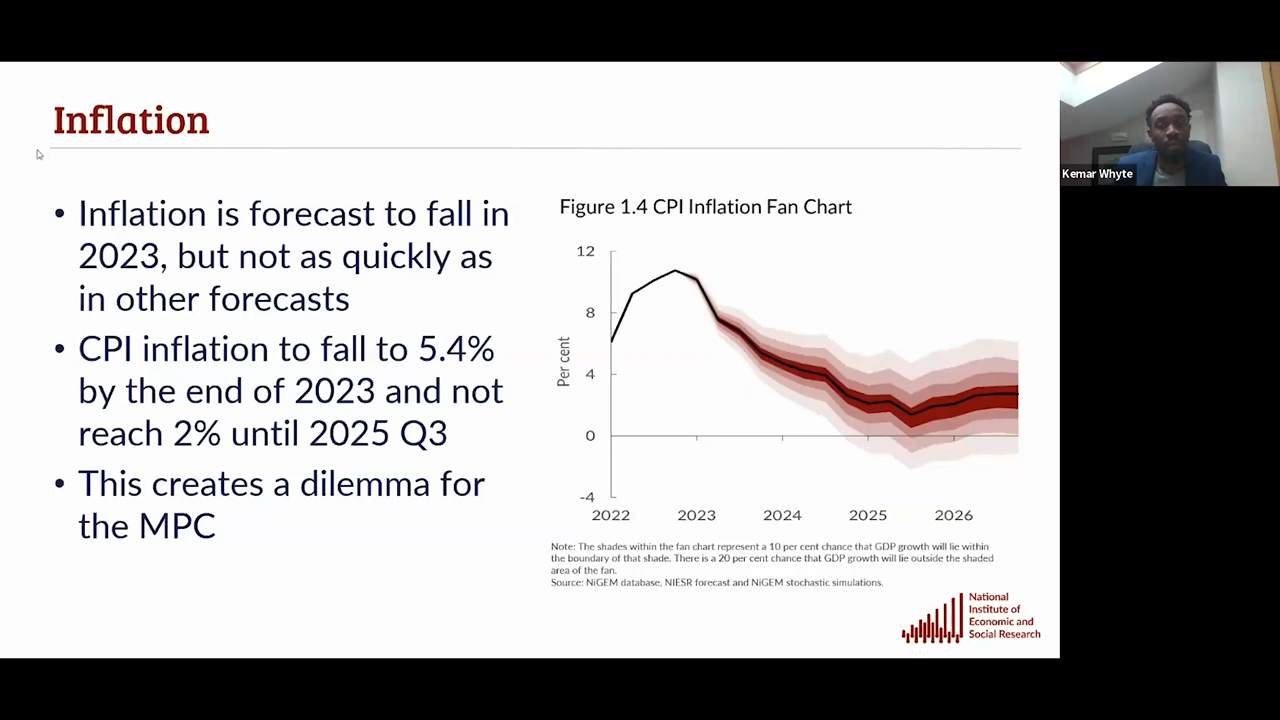 Inflation
• Inflation is forecast to fall in
2023, but not as quickly as
in other forecasts
• CPI inflation to fall to 5.4%
by the end of 2023 and not
reach 2% until 2025 Q3
• This creates a dilemma for
the MPC
Figure 1.4 CPI Inflation Fan Chart
Per cent
12
8
4
0
-4
2022 2023 2024 2025 2026
Note: The shades within the fan chart represent a 10 per cent chance that GDP growth will lie within
the boundary of that shade. There is a 20 per cent chance that GDP growth will lie outside the shaded
area of the fan.
Source: NiGEM database, NIESR forecast and NiGEM stochastic simulations.
National
Institute of
Economic and
Social Research
Kemar Whyte